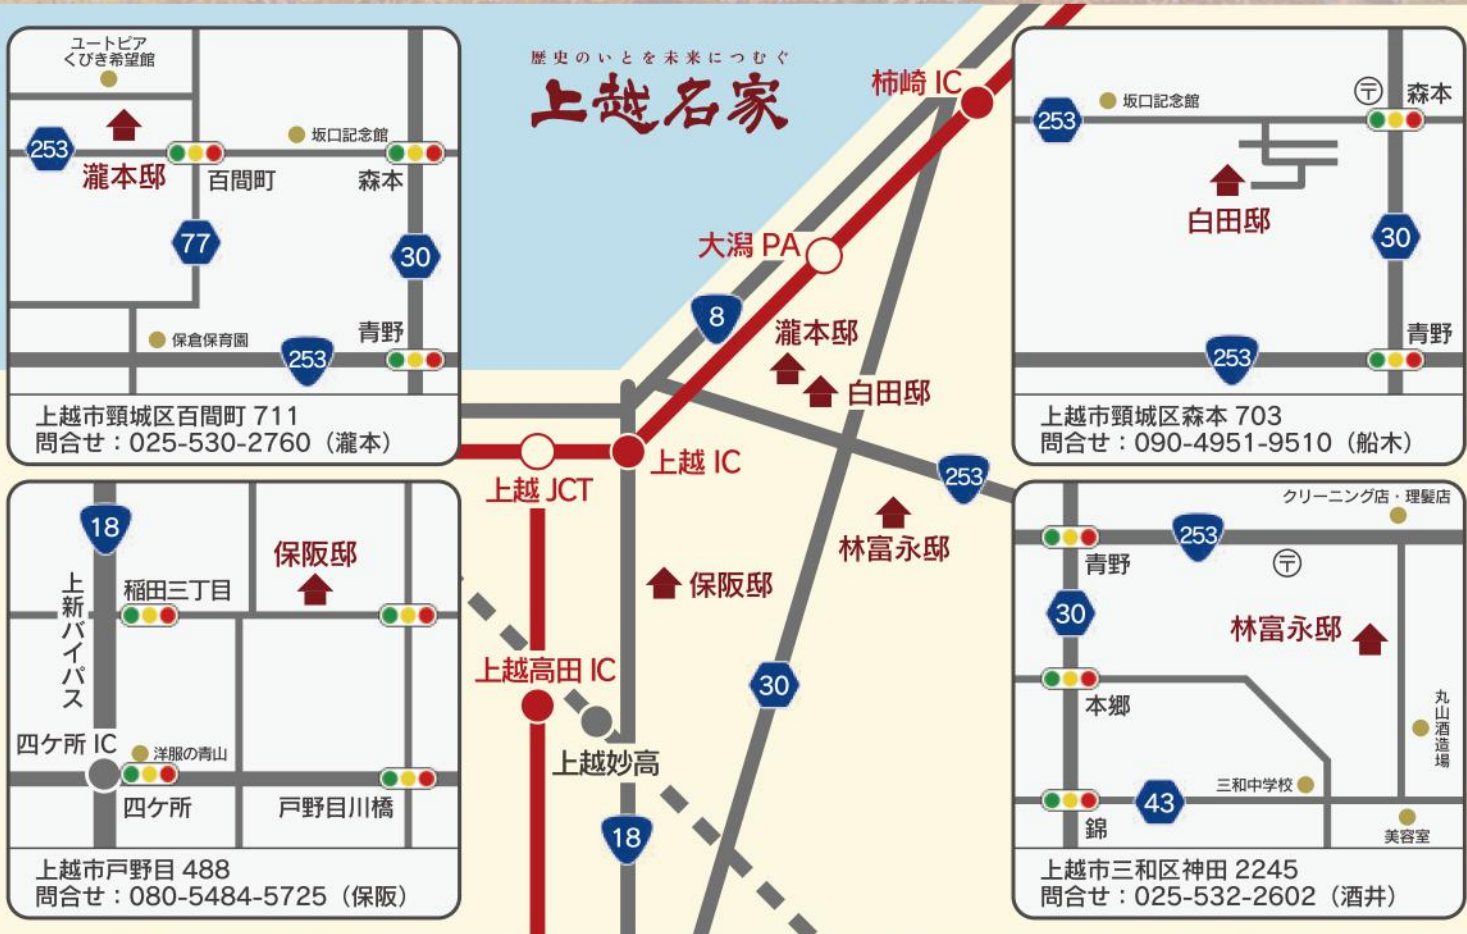 歴史のいとを未来につむぐ
上越名家
ユートピア
くびき希望館
253
瀧本邸
百間町
坂口記念館
森本
77
30
保倉保育園
253
青野
上越市頸城区百間町 711
問合せ：025-530-2760（瀧本）
18
上新バイパス
稲田三丁目
保阪邸
四ケ所 IC
洋服の青山
四ケ所
戸野目川橋
上越市戸野目 488
問合せ：080-5484-5725（保阪）
柿崎 IC
大潟 PA
8
瀧本邸
白田邸
上越 IC
上越 JCT
253
林富永邸
保阪邸
上越高田 IC
30
上越妙高
18
253
坂口記念館
〒
森本
白田邸
30
253
青野
上越市頸城区森本 703
問合せ：090-4951-9510（船木）
クリーニング店・理髪店
253
青野
〒
30
林富永邸
本郷
丸山酒造場
三和中学校
43
錦
美容室
上越市三和区神田 2245
問合せ：025-532-2602（酒井）